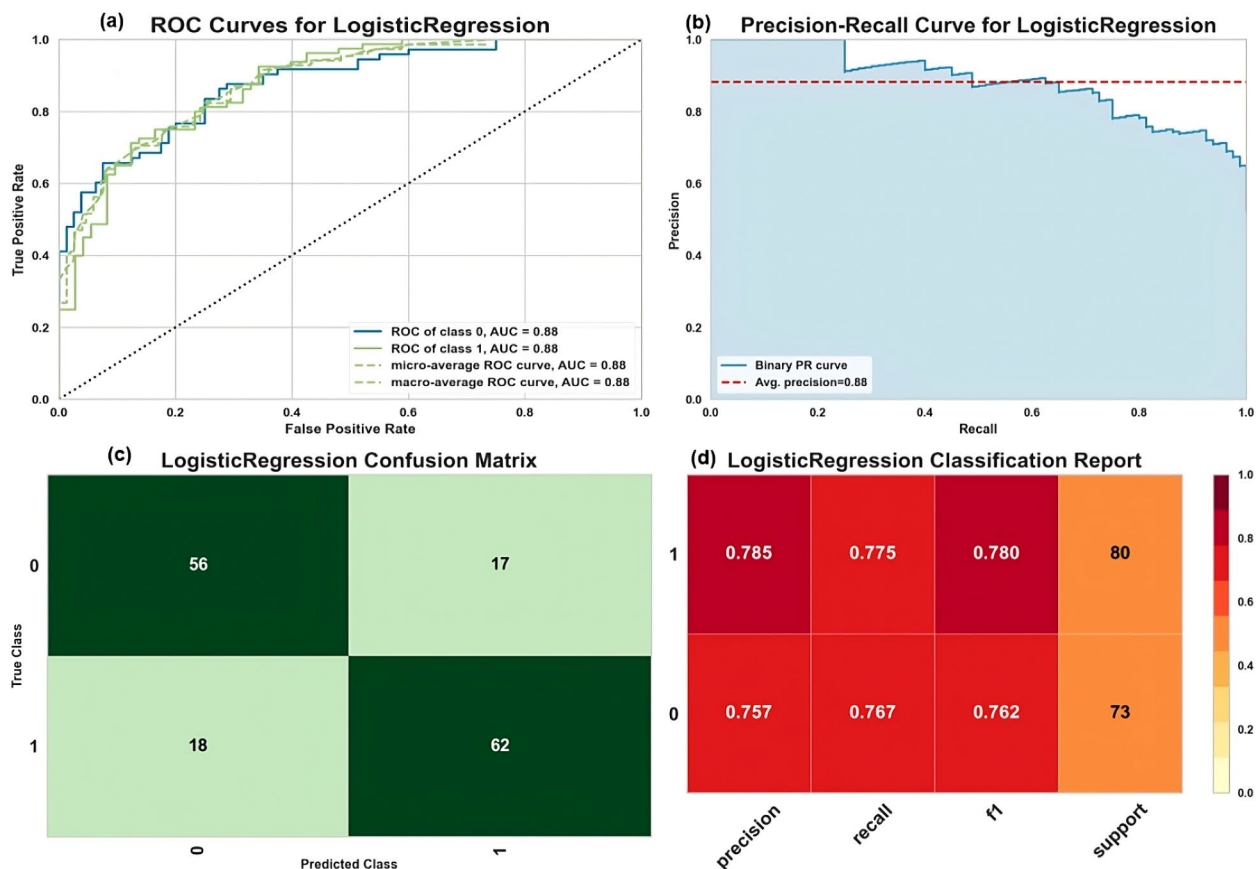 (a) ROC Curves for LogisticRegression
1.0
0.8
0.6
0.4
0.2
0.0
True Positive Rate
0.0 0.2 0.4 0.6 0.8 1.0
False Positive Rate
ROC of class 0, AUC = 0.88
ROC of class 1, AUC = 0.88
micro-average ROC curve, AUC = 0.88
macro-average ROC curve, AUC = 0.88
(b) Precision-Recall Curve for LogisticRegression
1.0
0.8
0.6
0.4
0.2
0.0
Precision
0.0 0.2 0.4 0.6 0.8 1.0
Recall
Binary PR curve
Avg. precision=0.88
(c) LogisticRegression Confusion Matrix
True Class
0 56 17
1 18 62
0 1
Predicted Class
(d) LogisticRegression Classification Report
1 0.785 0.775 0.780 80
0 0.757 0.767 0.762 73
precision recall f1 support
1.0
0.8
0.6
0.4
0.2
0.0